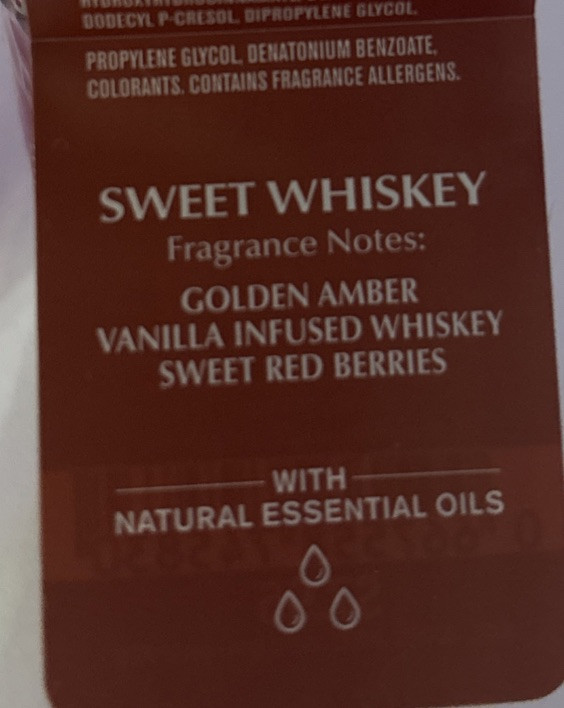 DODECYL P-CRESOL, DIPROPYLENE GLYCOL,
PROPYLENE GLYCOL, DENATONIUM BENZOATE,
COLORANTS. CONTAINS FRAGRANCE ALLERGENS.
SWEET WHISKEY
Fragrance Notes:
GOLDEN AMBER
VANILLA INFUSED WHISKEY
SWEET RED BERRIES
WITH
NATURAL ESSENTIAL OILS